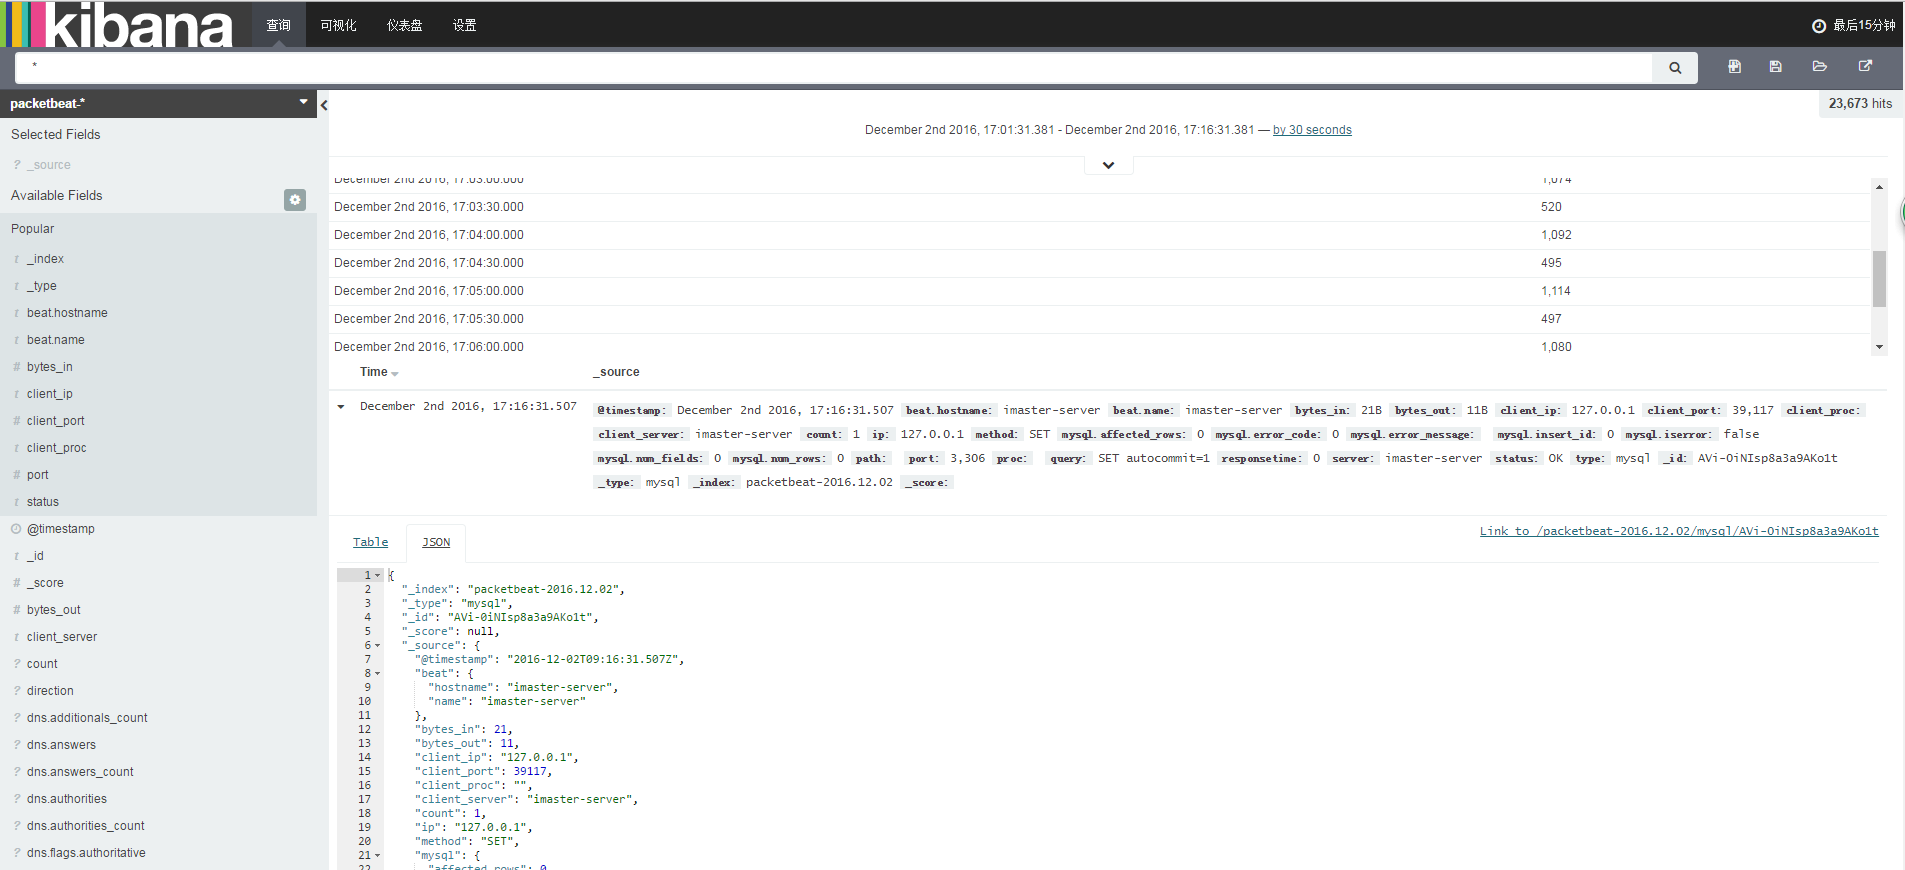 kibana 查询 可视化 仪表盘 设置 最后15分钟
*
packetbeat-*
23,673 hits
Selected Fields
? _source
Available Fields
Popular
t _index
t _type
t beat.hostname
t beat.name
# bytes_in
t client_ip
# client_port
t client_proc
# port
t status
@timestamp
t _id
# _score
# bytes_out
t client_server
? count
? direction
? dns.additionals_count
? dns.answers
? dns.answers_count
? dns.authorities
? dns.authorities_count
? dns.flags.authoritative
December 2nd 2016, 17:01:31.381 - December 2nd 2016, 17:16:31.381 — by 30 seconds
December 2nd 2016, 17:03:00.000 1,074
December 2nd 2016, 17:03:30.000 520
December 2nd 2016, 17:04:00.000 1,092
December 2nd 2016, 17:04:30.000 495
December 2nd 2016, 17:05:00.000 1,114
December 2nd 2016, 17:05:30.000 497
December 2nd 2016, 17:06:00.000 1,080
Time _source
December 2nd 2016, 17:16:31.507 @timestamp: December 2nd 2016, 17:16:31.507 beat.hostname: imaster-server beat.name: imaster-server bytes_in: 21B bytes_out: 11B client_ip: 127.0.0.1 client_port: 39,117 client_proc:
client_server: imaster-server count: 1 ip: 127.0.0.1 method: SET mysql.affected_rows: 0 mysql.error_code: 0 mysql.error_message: mysql.insert_id: 0 mysql.iserror: false
mysql.num_fields: 0 mysql.num_rows: 0 path: port: 3,306 proc: query: SET autocommit=1 responsetime: 0 server: imaster-server status: OK type: mysql _id: AVi-OiNIsp8a3a9AKo1t
_type: mysql _index: packetbeat-2016.12.02 _score:
Table JSON Link to /packetbeat-2016.12.02/mysql/AVi-OiNIsp8a3a9AKo1t
1 {
2 "_index": "packetbeat-2016.12.02",
3 "_type": "mysql",
4 "_id": "AVi-OiNIsp8a3a9AKo1t",
5 "_score": null,
6 "_source": {
7 "@timestamp": "2016-12-02T09:16:31.507Z",
8 "beat": {
9 "hostname": "imaster-server",
10 "name": "imaster-server"
11 },
12 "bytes_in": 21,
13 "bytes_out": 11,
14 "client_ip": "127.0.0.1",
15 "client_port": 39117,
16 "client_proc": "",
17 "client_server": "imaster-server",
18 "count": 1,
19 "ip": "127.0.0.1",
20 "method": "SET",
21 "mysql": {
22 "affected_rows": 0,